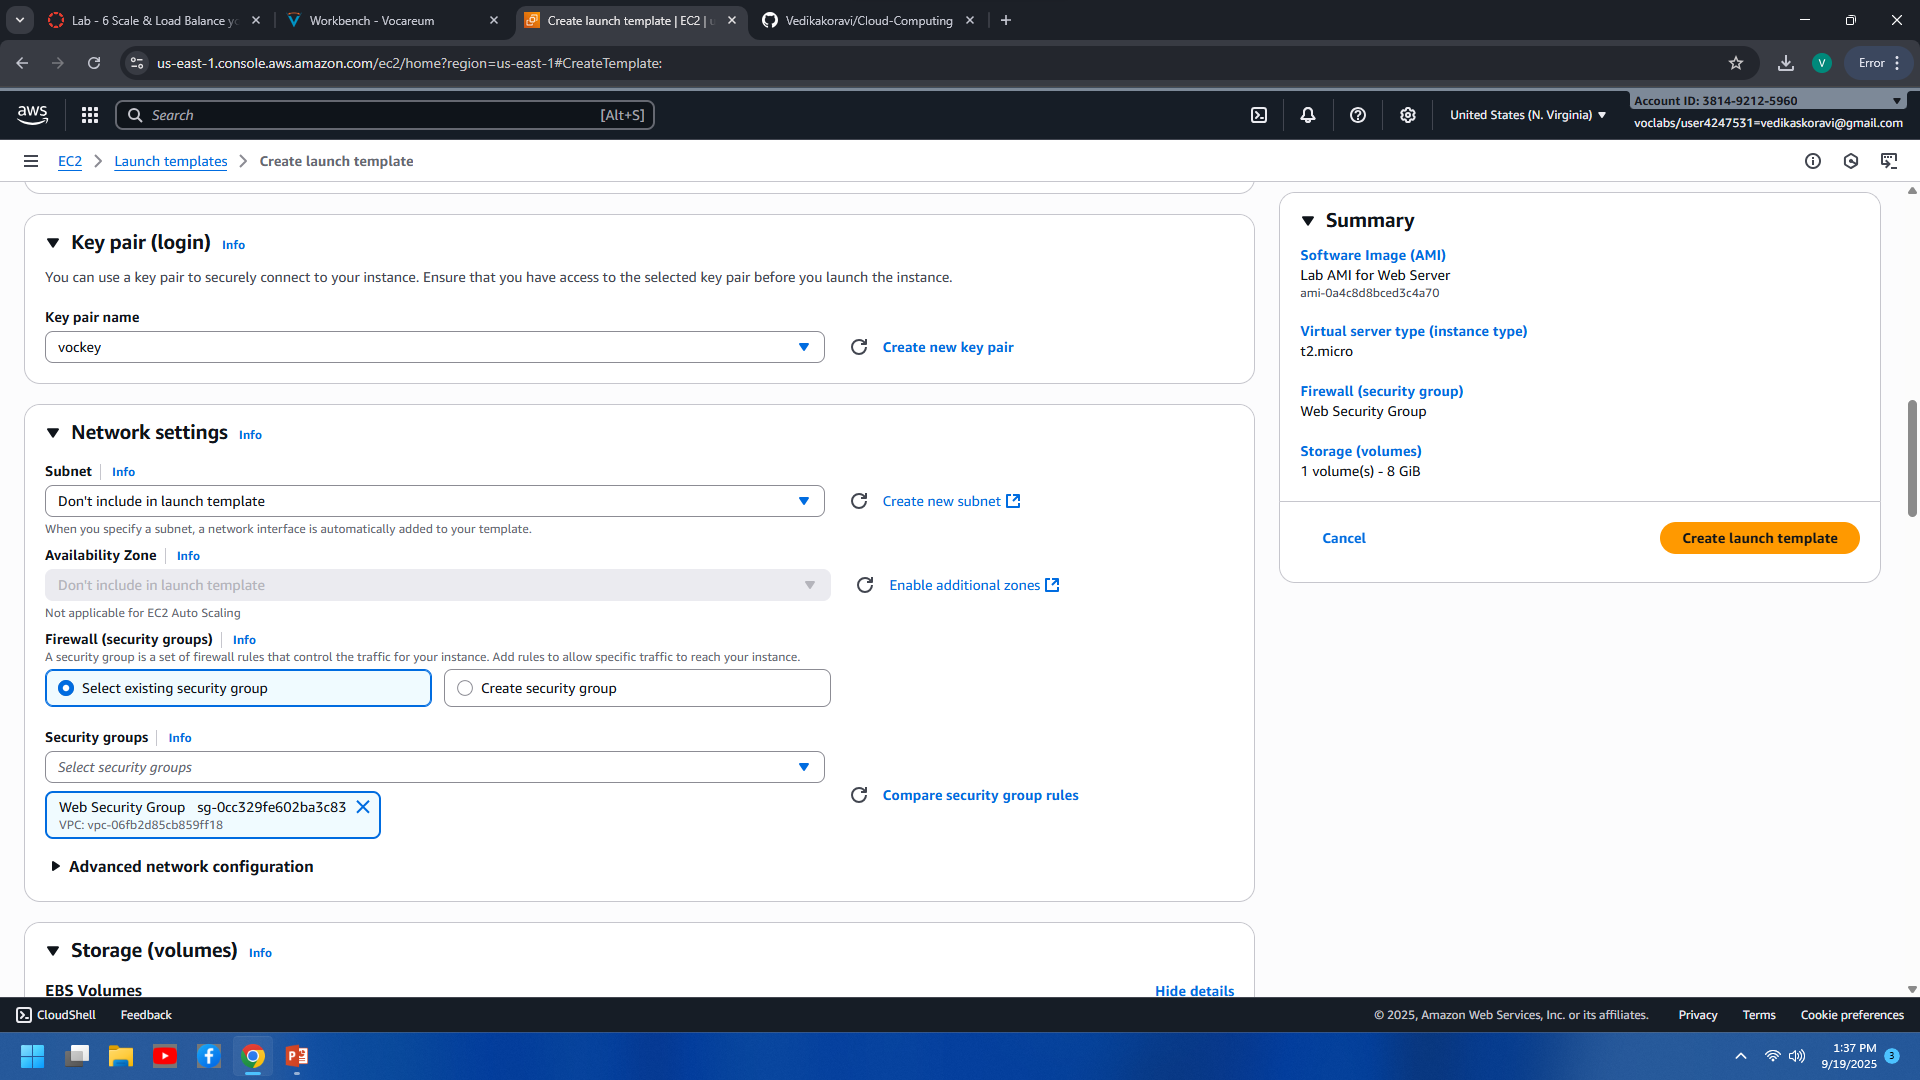 Lab - 6 Scale & Load Balance y
Workbench - Vocareum
Create launch template | EC2 | u
Vedikakoravi/Cloud-Computing
us-east-1.console.aws.amazon.com/ec2/home?region=us-east-1#CreateTemplate:
V
Error
aws
Search
[Alt+S]
United States (N. Virginia)
Account ID: 3814-9212-5960
voclabs/user4247531=vedikaskoravi@gmail.com
EC2
Launch templates
Create launch template
Key pair (login)
Info
You can use a key pair to securely connect to your instance. Ensure that you have access to the selected key pair before you launch the instance.
Key pair name
vockey
Create new key pair
Network settings
Info
Subnet
Info
Don't include in launch template
Create new subnet
When you specify a subnet, a network interface is automatically added to your template.
Availability Zone
Info
Don't include in launch template
Enable additional zones
Not applicable for EC2 Auto Scaling
Firewall (security groups)
Info
A security group is a set of firewall rules that control the traffic for your instance. Add rules to allow specific traffic to reach your instance.
Select existing security group
Create security group
Security groups
Info
Select security groups
Web Security Group sg-0cc329fe602ba3c83
VPC: vpc-06fb2d85cb859ff18
Compare security group rules
Advanced network configuration
Storage (volumes)
Info
EBS Volumes
Hide details
Summary
Software Image (AMI)
Lab AMI for Web Server
ami-0a4c8d8bced3c4a70
Virtual server type (instance type)
t2.micro
Firewall (security group)
Web Security Group
Storage (volumes)
1 volume(s) - 8 GiB
Cancel
Create launch template
CloudShell
Feedback
© 2025, Amazon Web Services, Inc. or its affiliates.
Privacy
Terms
Cookie preferences
1:37 PM
9/19/2025
3